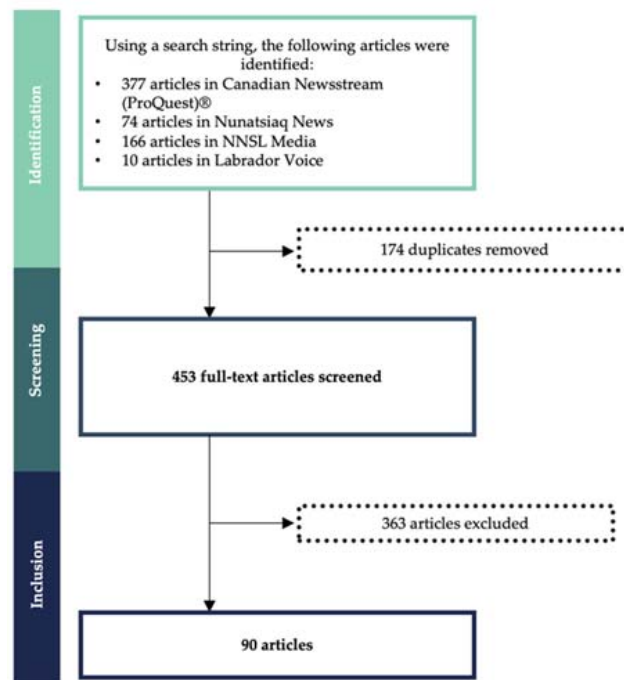 Identification
Using a search string, the following articles were
identified:
• 377 articles in Canadian Newsstream
(ProQuest)®
• 74 articles in Nunatsiaq News
• 166 articles in NNSL Media
• 10 articles in Labrador Voice
174 duplicates removed
Screening
453 full-text articles screened
363 articles excluded
Inclusion
90 articles